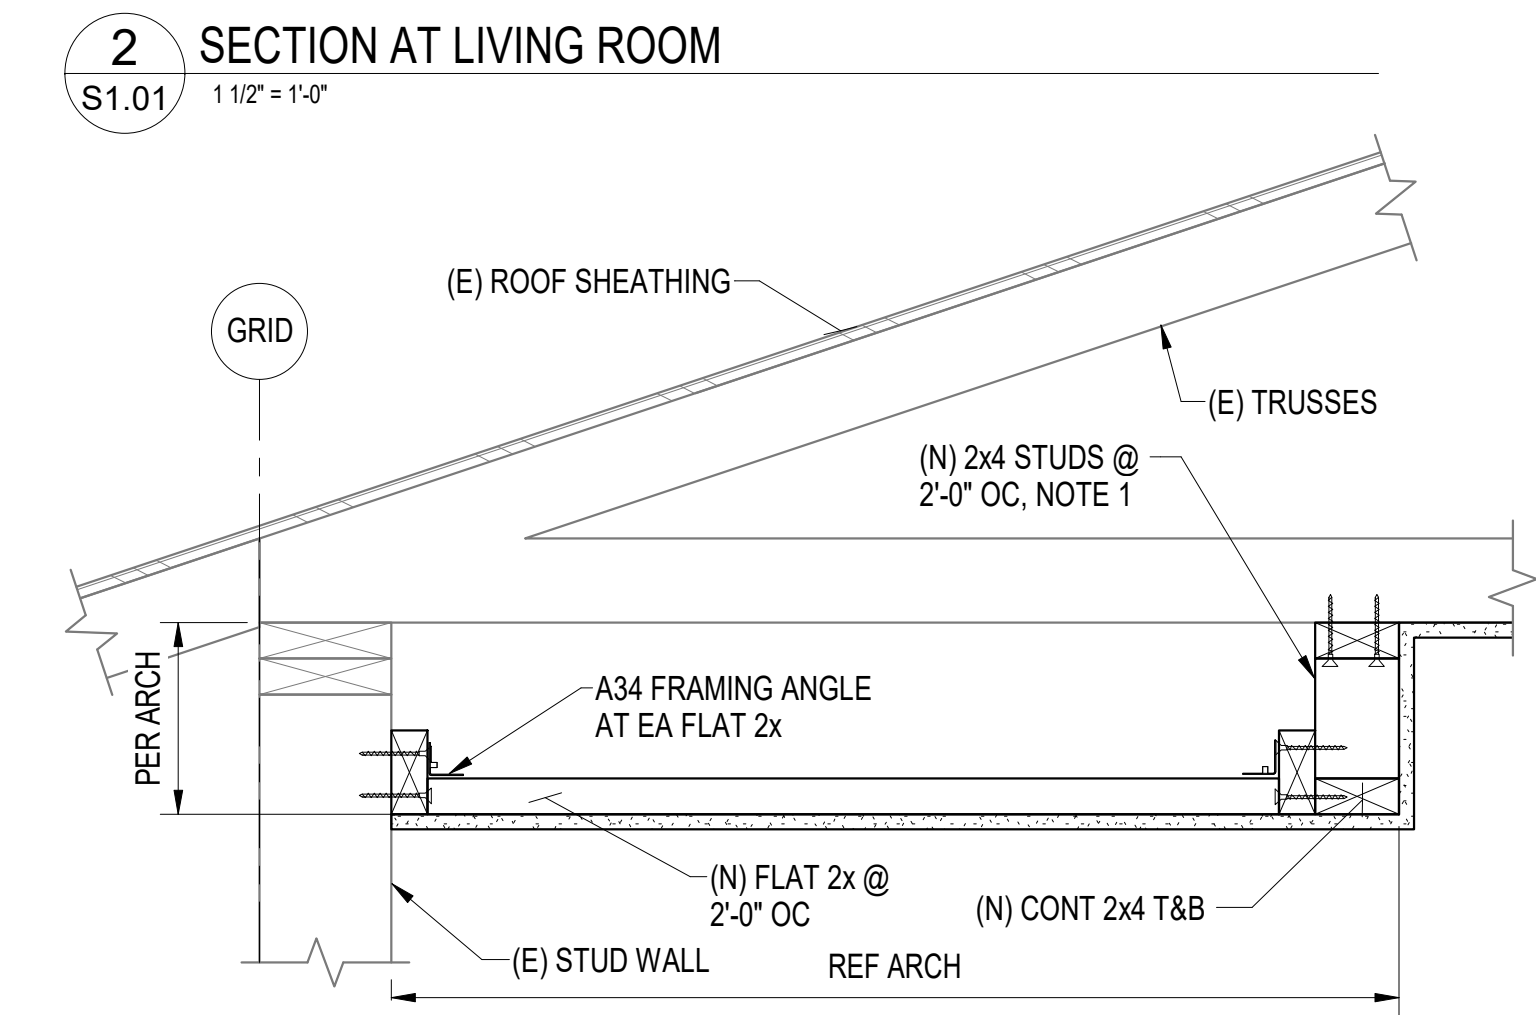 2
S1.01
SECTION AT LIVING ROOM
1 1/2" = 1'-0"
(E) ROOF SHEATHING
GRID
(E) TRUSSES
(N) 2x4 STUDS @
2'-0" OC, NOTE 1
PER ARCH
A34 FRAMING ANGLE
AT EA FLAT 2x
(N) FLAT 2x @
2'-0" OC
(N) CONT 2x4 T&B
(E) STUD WALL
REF ARCH